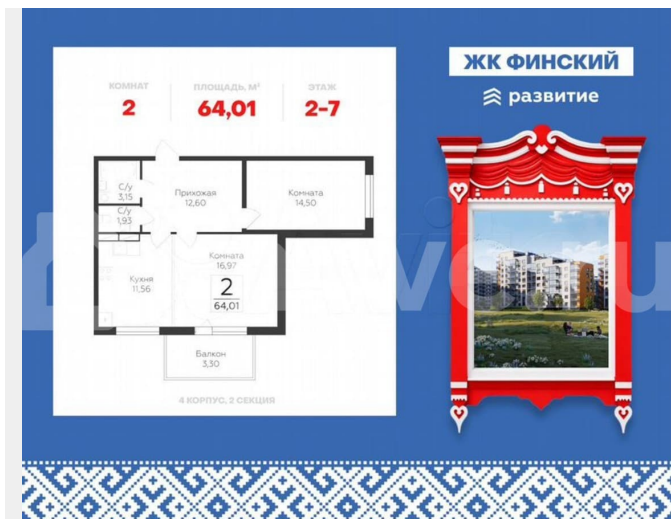 ЖК ФИНСКИЙ
развитие
КОМНАТ
2
ПЛОЩАДЬ, М²
64,01
ЭТАЖ
2-7
С/у
3,15
Прихожая
12,60
Комната
14,50
С/у
1,93
Комната
16,97
Кухня
11,56
2
64,01
Балкон
3,30
4 КОРПУС, 2 СЕКЦИЯ